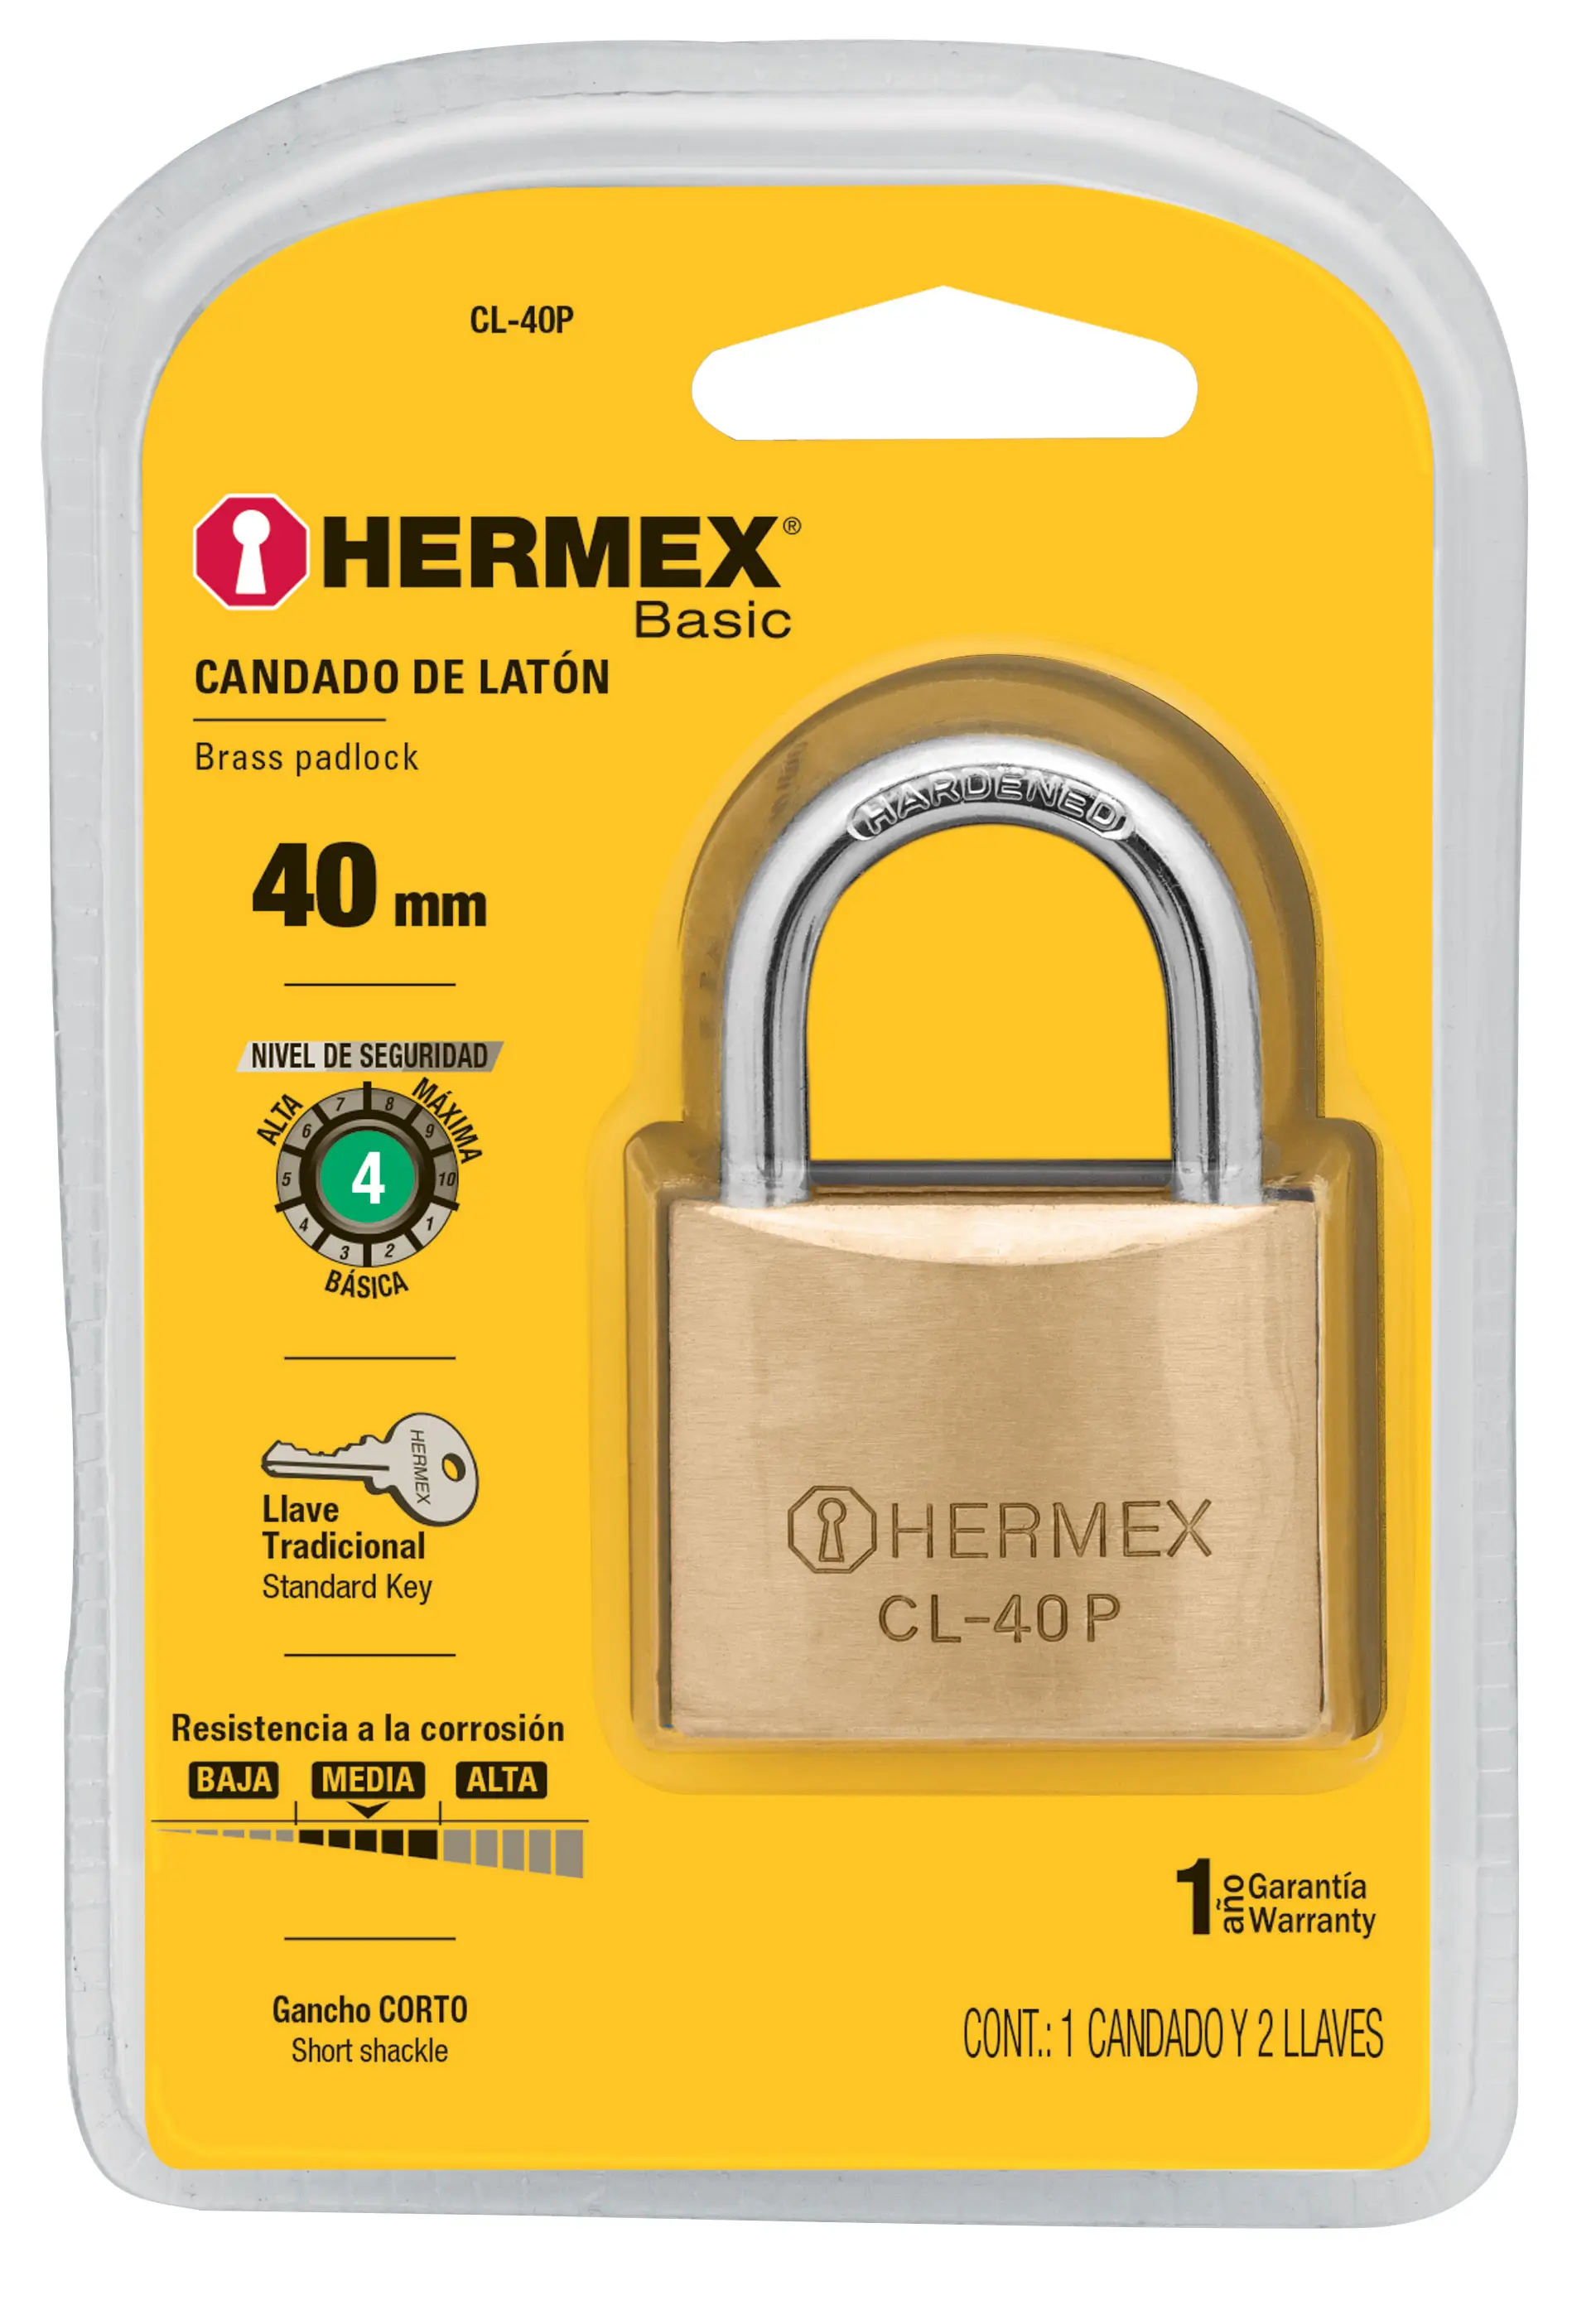 CL-40P
HERMEX®
Basic
CANDADO DE LATÓN
Brass padlock
40 mm
NIVEL DE SEGURIDAD
ALTA
MÁXIMA
BÁSICA
7
8
6
9
5
10
4
1
3
2
4
HERMEX
Llave
Tradicional
Standard Key
Resistencia a la corrosión
BAJA
MEDIA
ALTA
Gancho CORTO
Short shackle
HARDENED
HERMEX
CL-40P
1 año
Garantía
Warranty
CONT.: 1 CANDADO Y 2 LLAVES